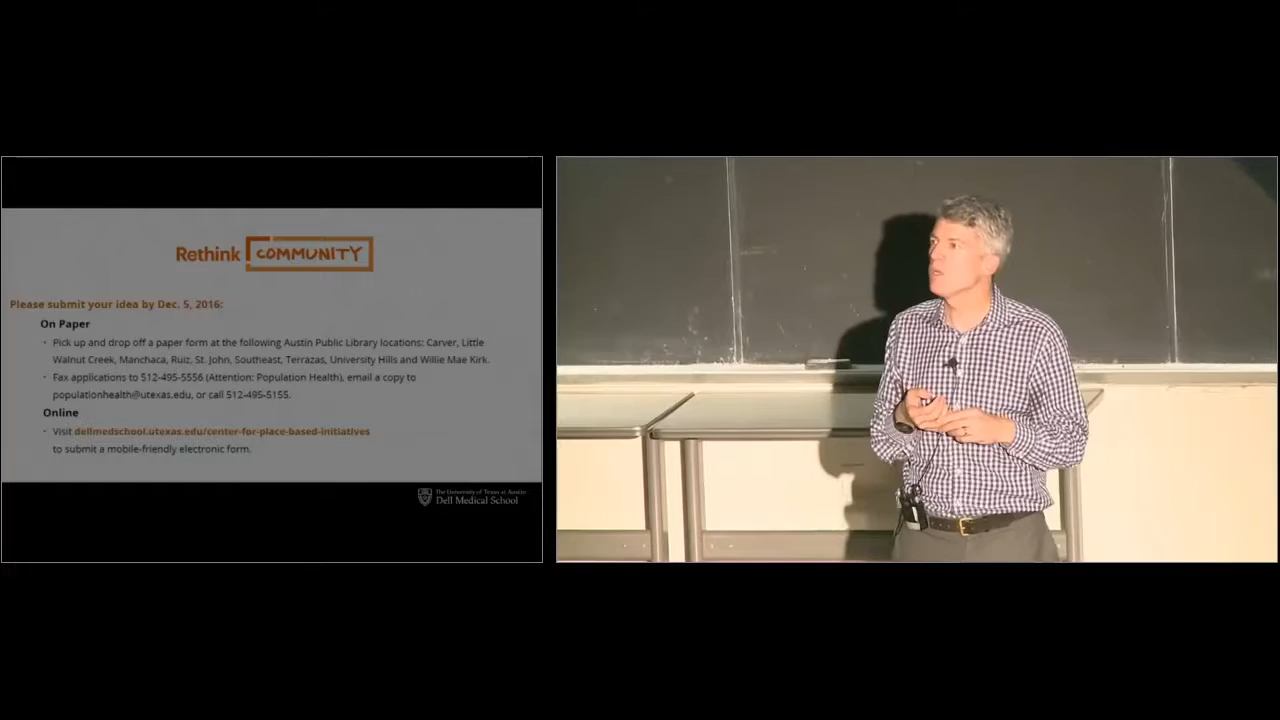 Rethink COMMUNITY
Please submit your idea by Dec. 5, 2016:
On Paper
· Pick up and drop off a paper form at the following Austin Public Library locations: Carver, Little
Walnut Creek, Manchaca, Ruiz, St. John, Southeast, Terrazas, University Hills and Willie Mae Kirk.
· Fax applications to 512-495-5556 (Attention: Population Health), email a copy to
populationhealth@utexas.edu, or call 512-495-5155.
Online
· Visit dellmedschool.utexas.edu/center-for-place-based-initiatives
to submit a mobile-friendly electronic form.
The University of Texas at Austin
Dell Medical School